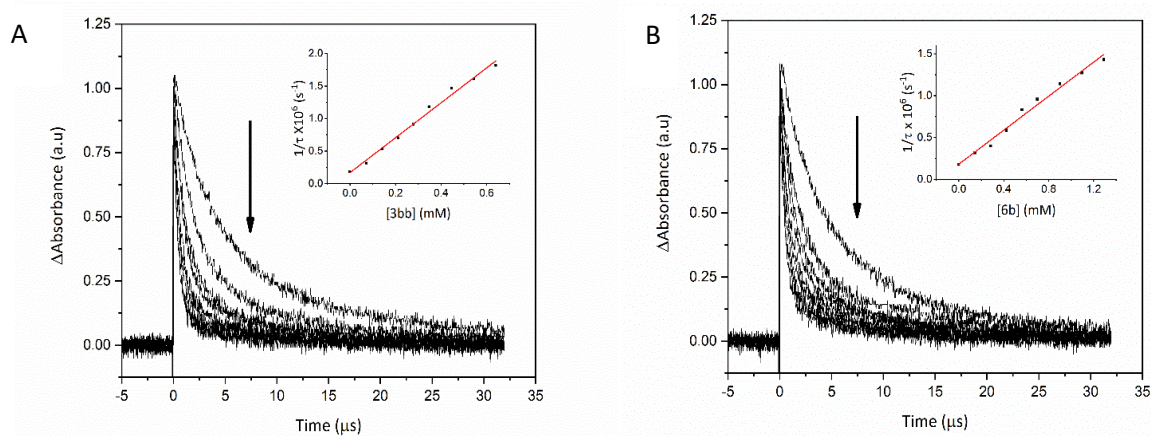 A
1.25
1.00
0.75
0.50
0.25
0.00
ΔAbsorbance (a.u)
-5 0 5 10 15 20 25 30 35
Time (μs)
2.0
1.5
1.0
0.5
0.0
1/τ X10⁶ (s⁻¹)
0.0 0.2 0.4 0.6
[3bb] (mM)
B
1.25
1.00
0.75
0.50
0.25
0.00
ΔAbsorbance (a.u)
-5 0 5 10 15 20 25 30 35
Time (μs)
1.5
1.0
0.5
0.0
1/τ x 10⁶ (s⁻¹)
0.0 0.4 0.8 1.2
[6b] (mM)